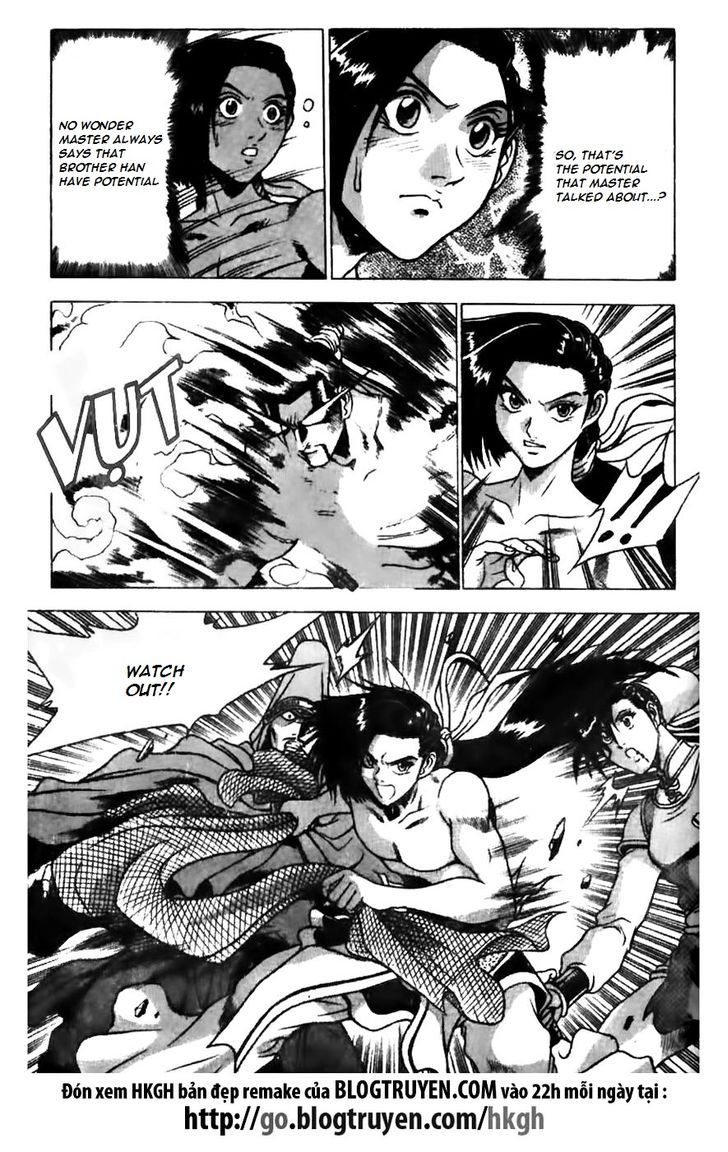 NO WONDER
MASTER ALWAYS
SAYS THAT
BROTHER HAN
HAVE POTENTIAL
SO, THAT'S
THE POTENTIAL
THAT MASTER
TALKED ABOUT...?
VỤT
!!
WATCH
OUT!!
Đón xem HKGH bản đẹp remake của BLOGTRUYEN.COM vào 22h mỗi ngày tại :
http://go.blogtruyen.com/hkgh